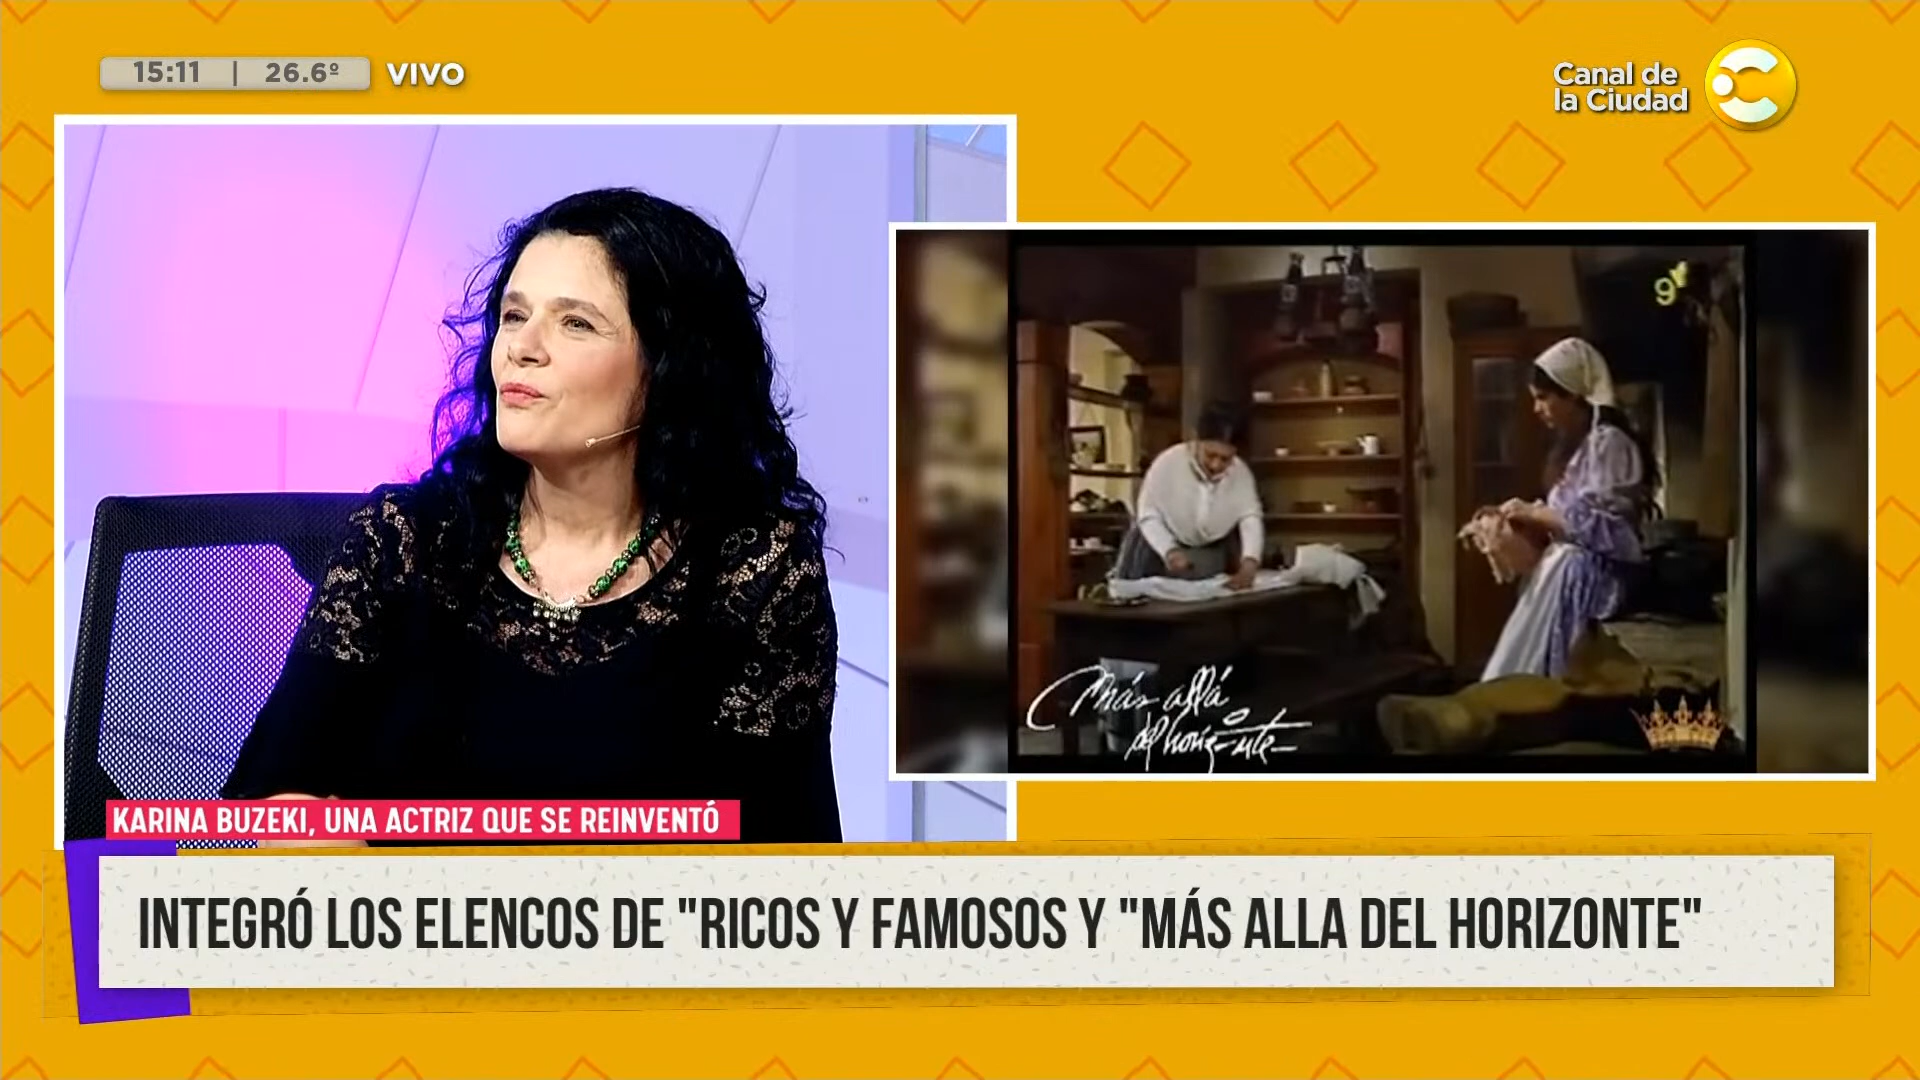 15:11 | 26.6º VIVO
Canal de
la Ciudad
9
Más allá
del horizonte
KARINA BUZEKI, UNA ACTRIZ QUE SE REINVENTÓ
INTEGRÓ LOS ELENCOS DE "RICOS Y FAMOSOS Y "MÁS ALLA DEL HORIZONTE"